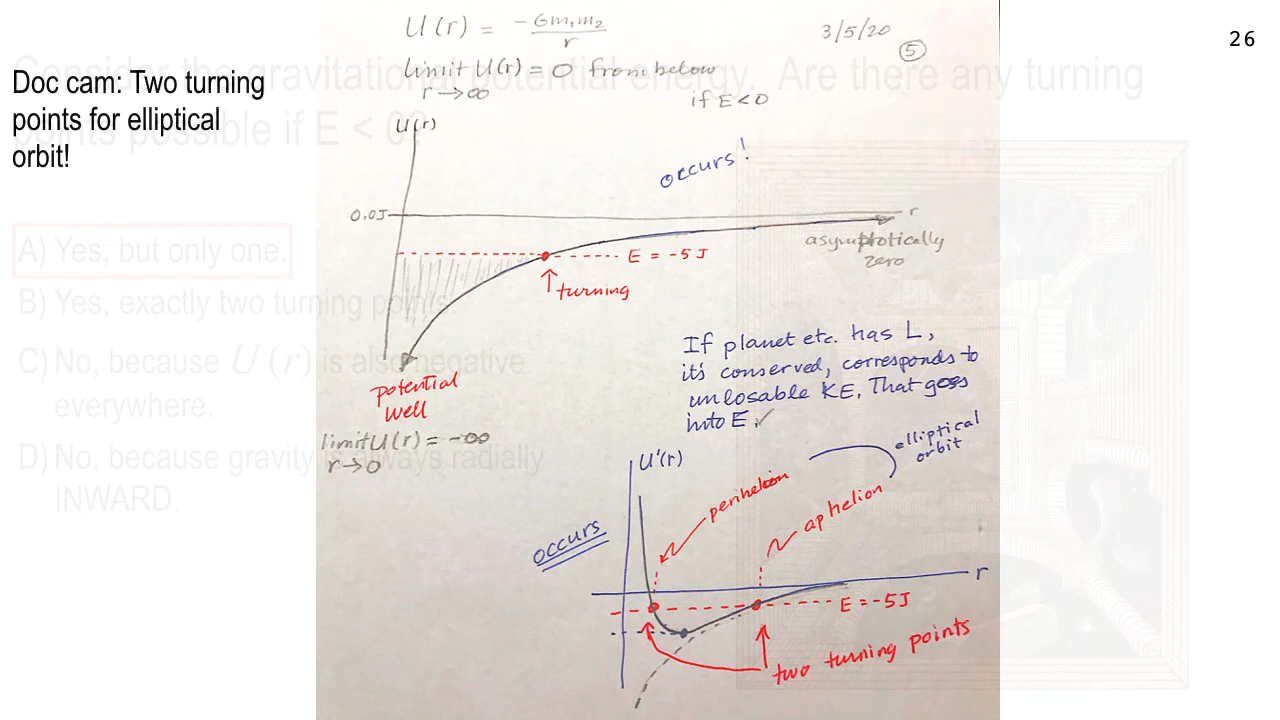 26
Consider the gravitational potential energy. Are there any turning
points possible if E < 0?
Doc cam: Two turning
points for elliptical
orbit!
A) Yes, but only one.
B) Yes, exactly two turning points.
C) No, because U(r) is also negative
everywhere.
D) No, because gravity is always radially
INWARD.
U(r) = -Gm₁m₂/r
3/5/20
5
limit U(r) = 0 from below
r→∞
if E<0
U(r)
occurs!
0.0J
r
asymptotically
zero
E = -5 J
↑turning
potential
well
limit U(r) = -∞
r→0
If planet etc. has L,
it's conserved, corresponds to
unlosable KE. That goes
into E ✓
elliptical
orbit
U'(r)
perihelion
aphelion
occurs
r
E = -5J
two turning points